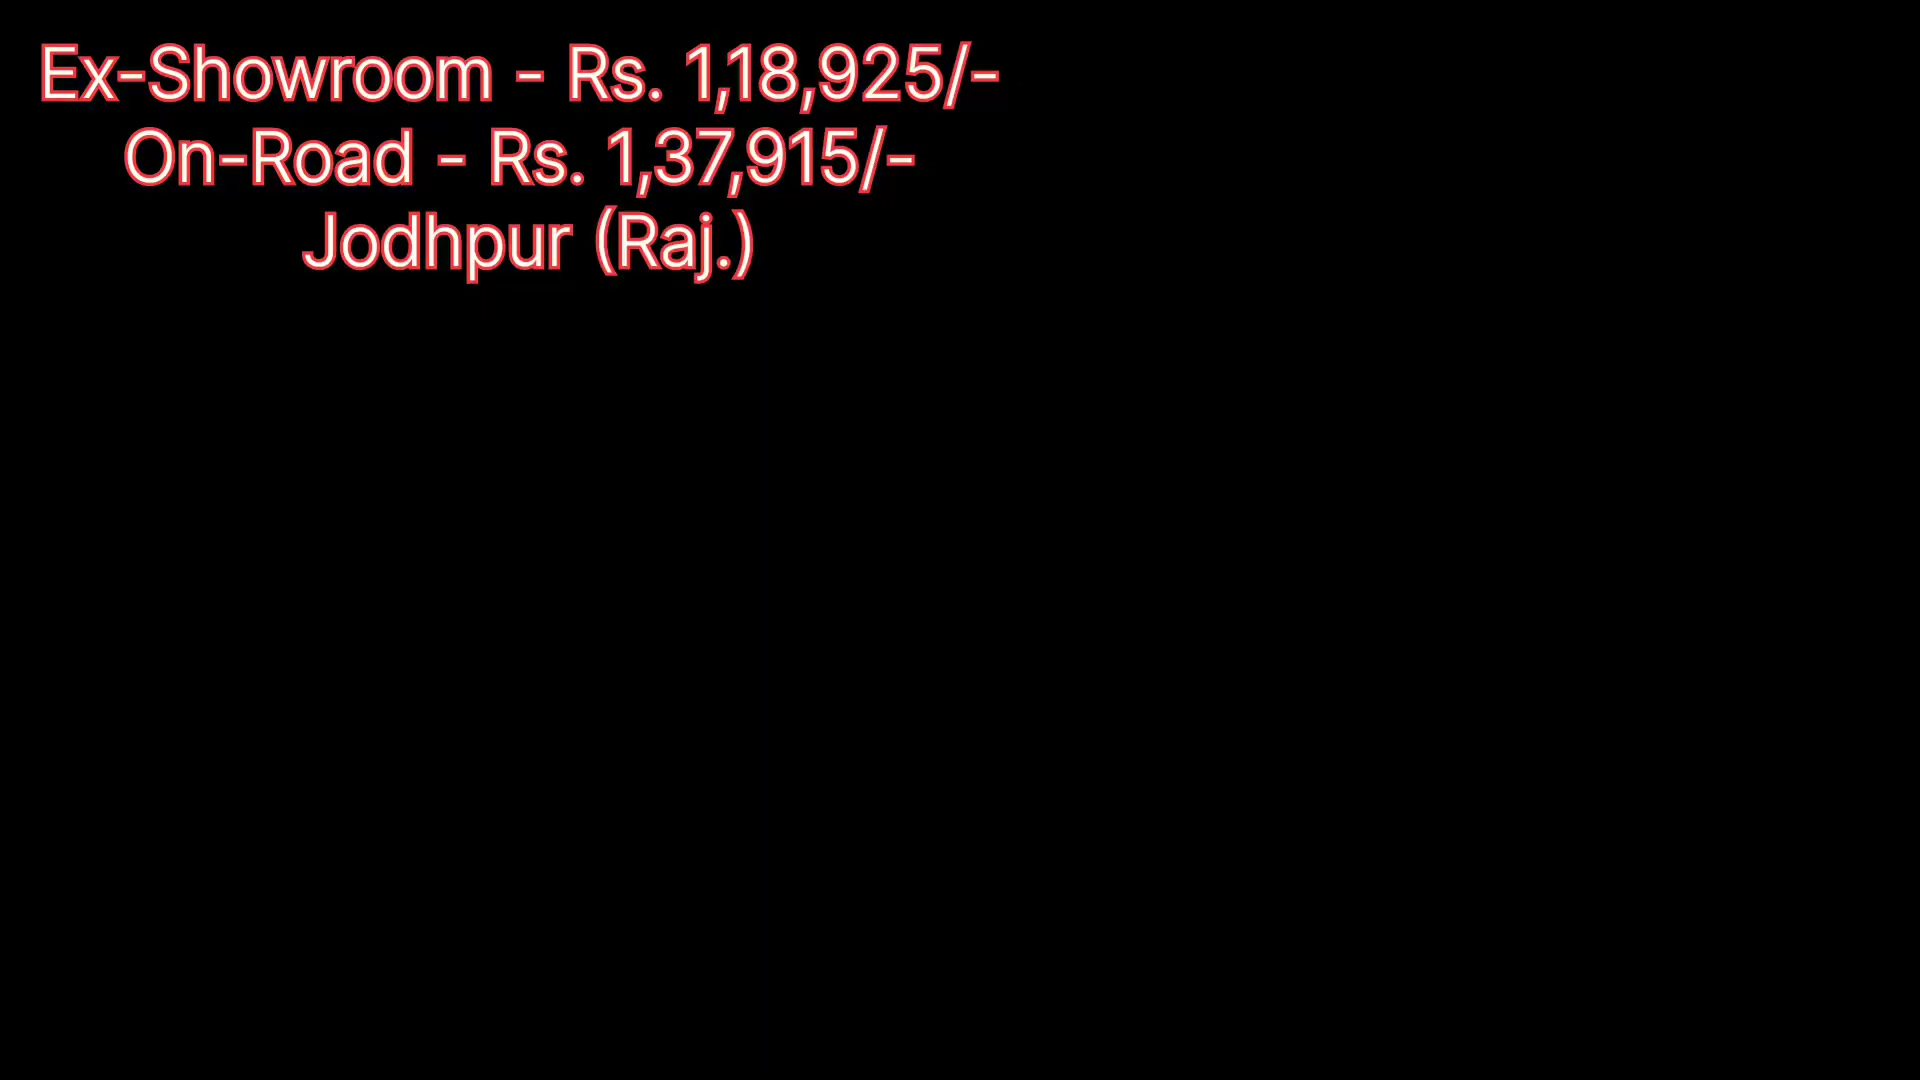 Ex-Showroom - Rs. 1,18,925/-
On-Road - Rs. 1,37,915/-
Jodhpur (Raj.)